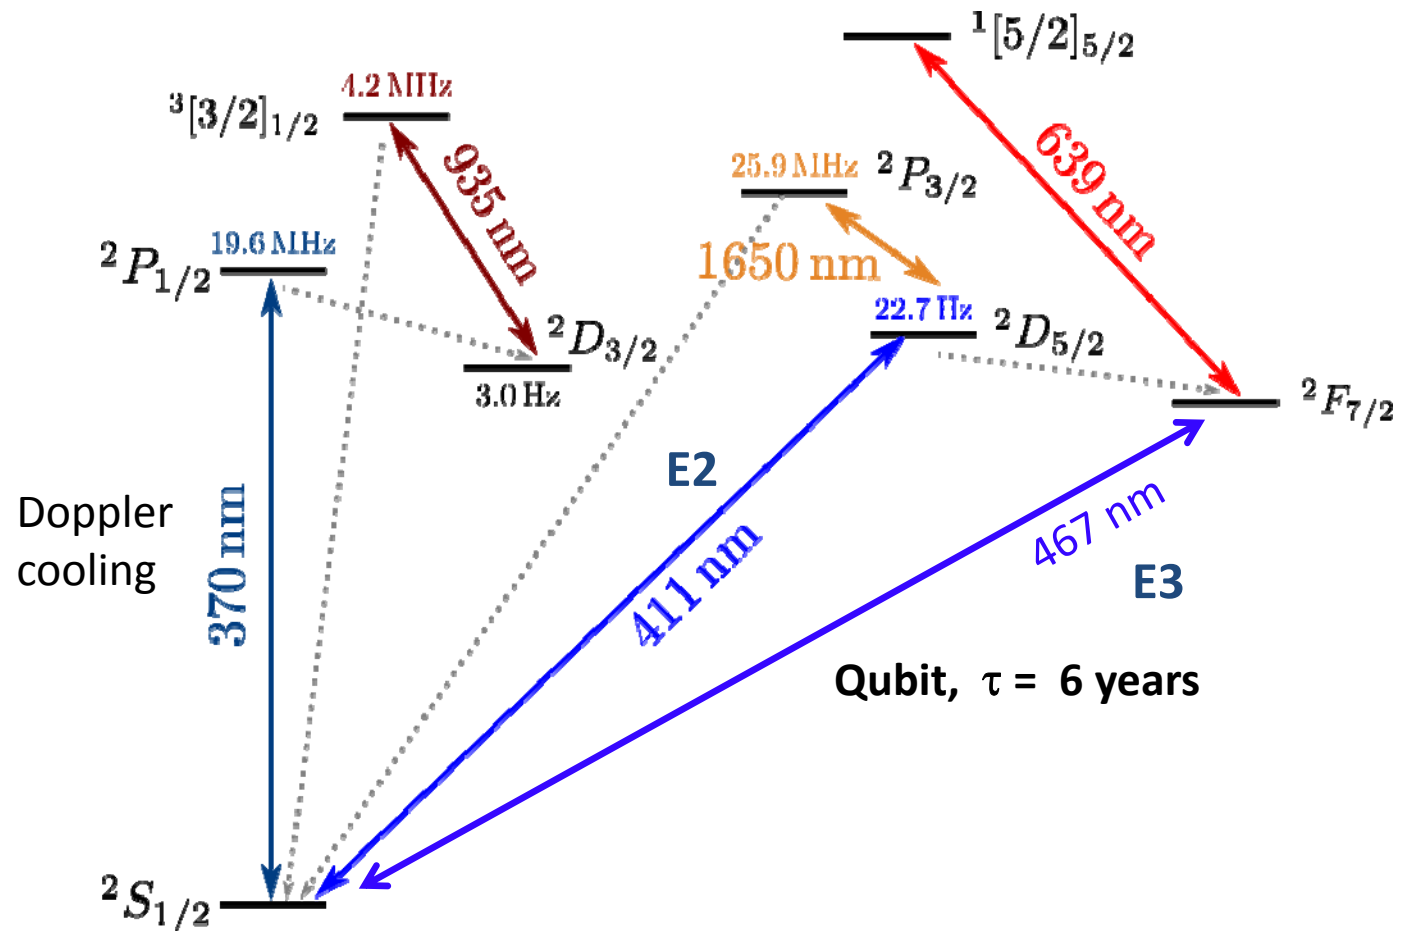 ¹[5/2]₅/₂
4.2 MHz
³[3/2]₁/₂
935 nm
639 nm
25.9 MHz
²P₃/₂
19.6 MHz
²P₁/₂
1650 nm
22.7 Hz
²D₅/₂
²D₃/₂
3.0 Hz
²F₇/₂
E2
Doppler
cooling
370 nm
411 nm
467 nm
E3
Qubit, τ = 6 years
²S₁/₂